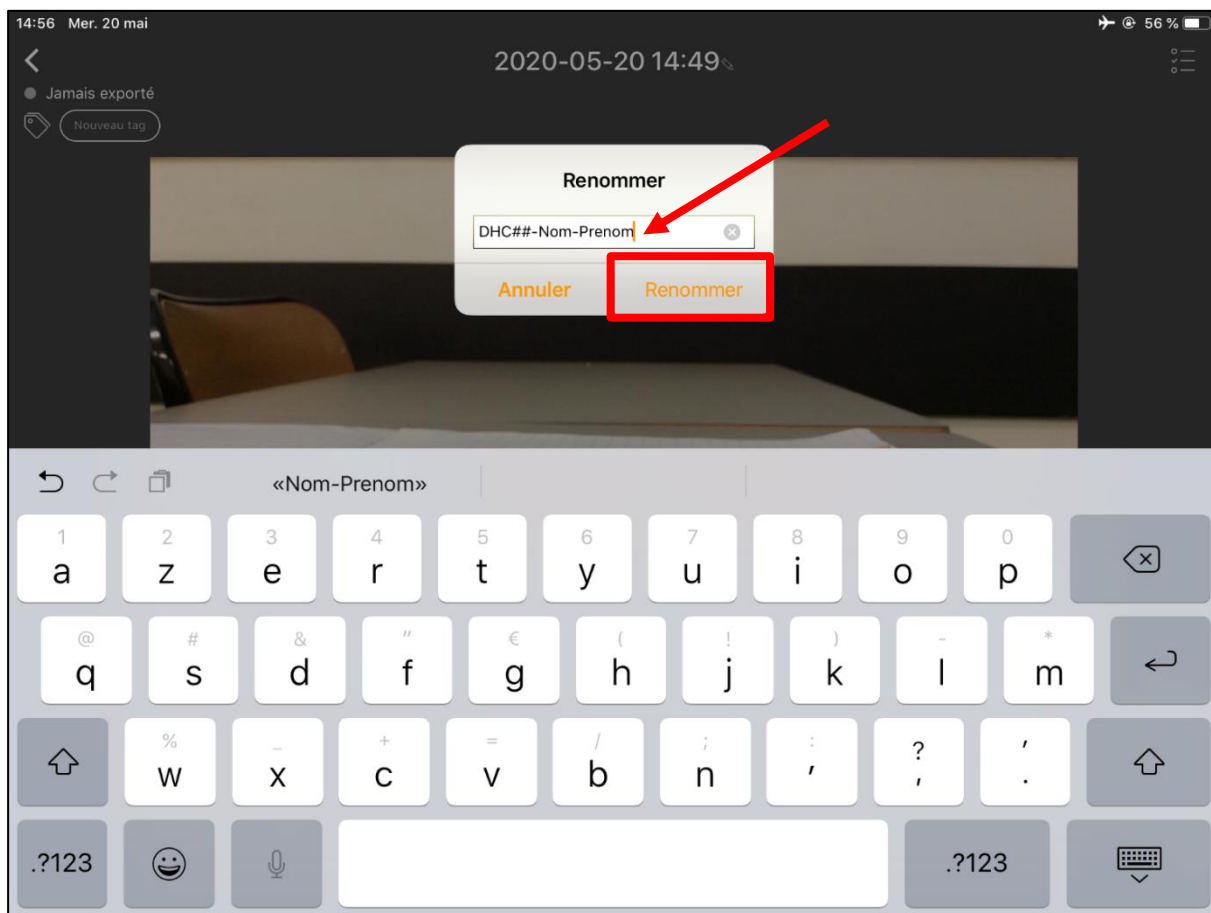 14:56 Mer. 20 mai 56 %
2020-05-20 14:49
Jamais exporté
Nouveau tag
Renommer
DHC##-Nom-Prenom
Annuler Renommer
«Nom-Prenom»
1 2 3 4 5 6 7 8 9 0
a z e r t y u i o p
@ # & " € ( ! ) - *
q s d f g h j k l m
% _ + = / ; : ? '
w x c v b n ' , .
.?123 .?123